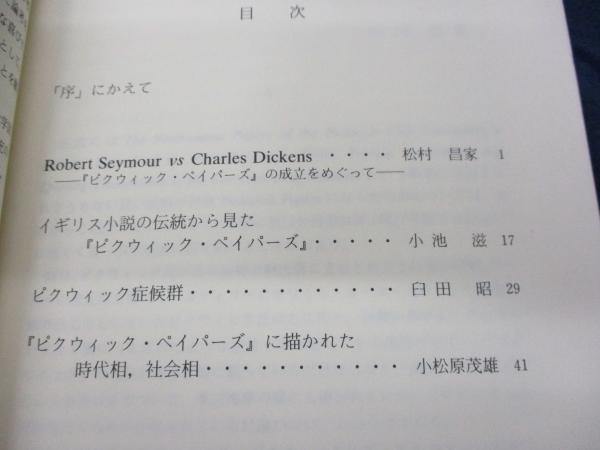 目次
「序」にかえて
Robert Seymour vs Charles Dickens ・・・・ 松村 昌家 1
――『ピクウィック・ペイパーズ』の成立をめぐって――
イギリス小説の伝統から見た
『ピクウィック・ペイパーズ』・・・・・ 小池 滋 17
ピクウィック症候群・・・・・・・・・・・・ 臼田 昭 29
『ピクウィック・ペイパーズ』に描かれた
時代相，社会相・・・・・・・・・・・ 小松原茂雄 41